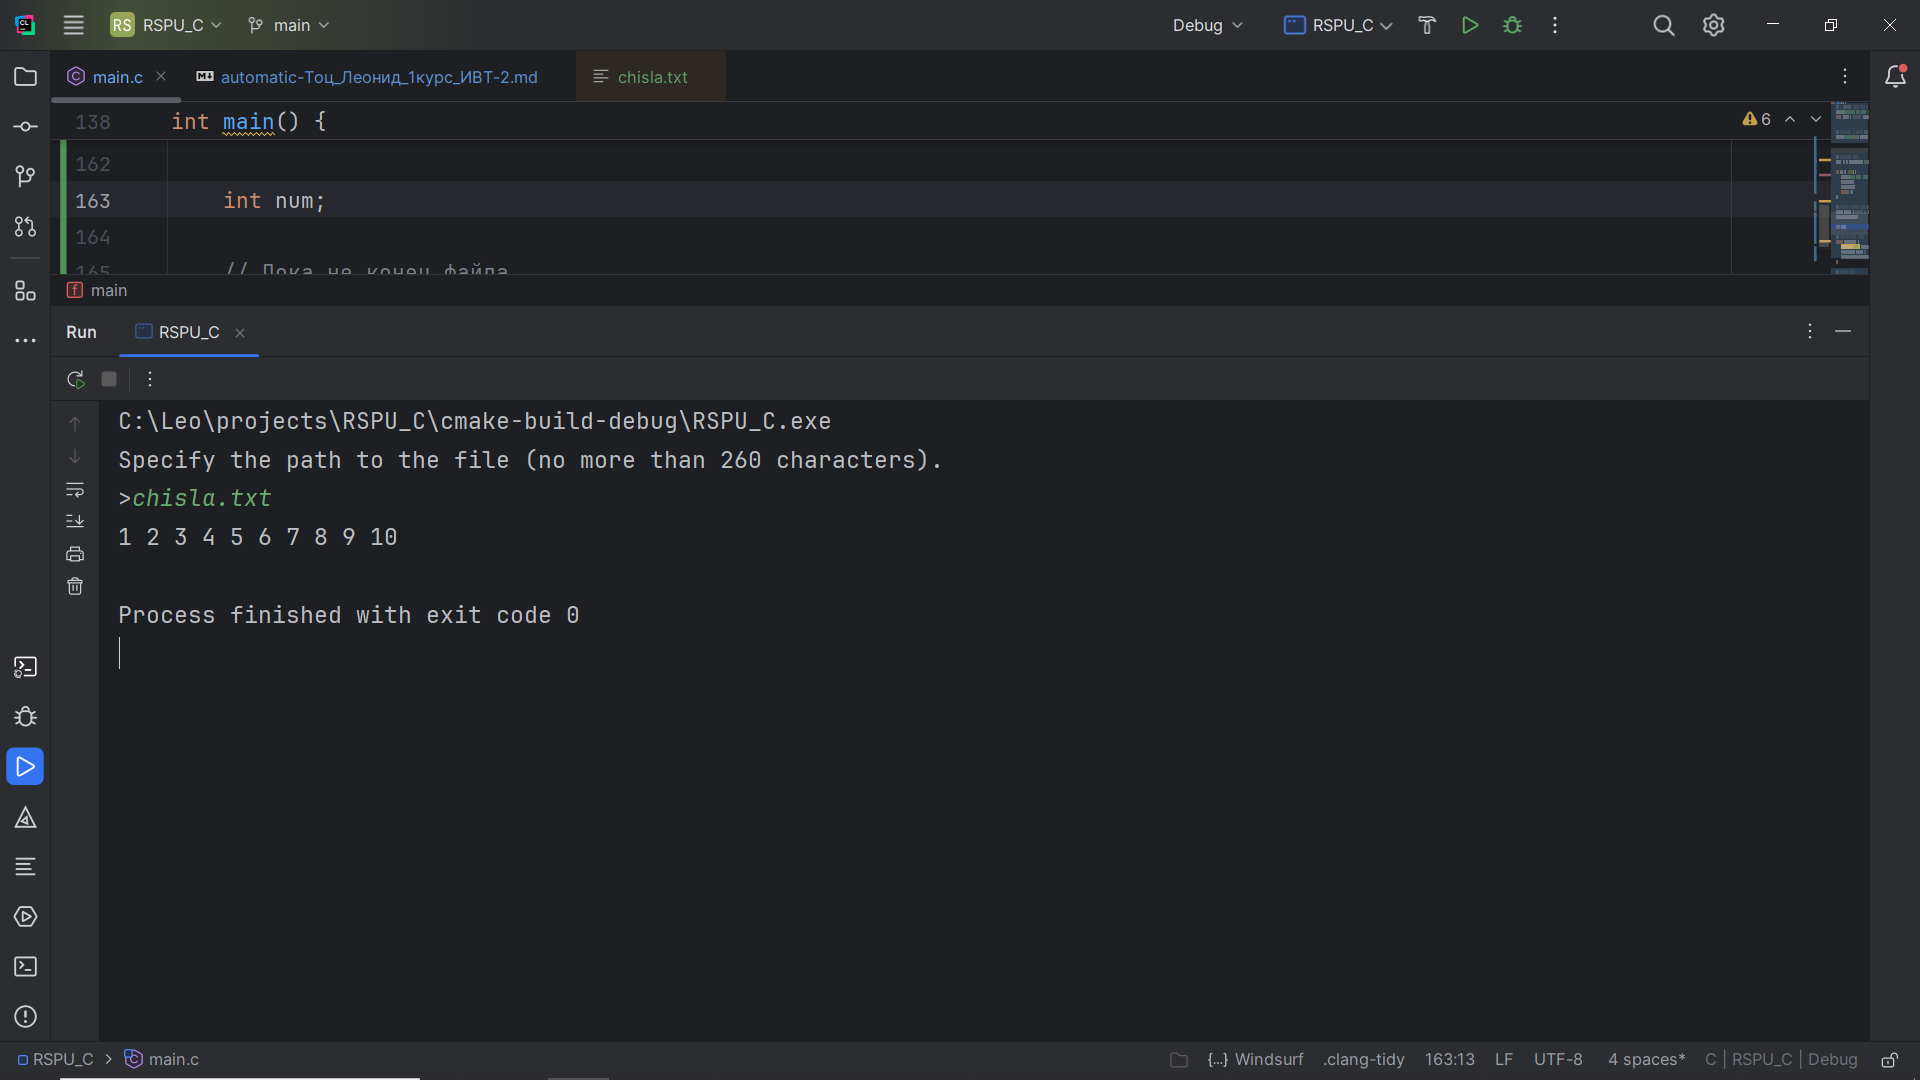 RS RSPU_C main Debug RSPU_C
main.c automatic-Тоц_Леонид_1курс_ИВТ-2.md chisla.txt
138 int main() { 6
162
163 int num;
164
165 // Пока не конец файла
main
Run RSPU_C
C:\Leo\projects\RSPU_C\cmake-build-debug\RSPU_C.exe
Specify the path to the file (no more than 260 characters).
>chisla.txt
1 2 3 4 5 6 7 8 9 10
Process finished with exit code 0
RSPU_C > main.c {...} Windsurf .clang-tidy 163:13 LF UTF-8 4 spaces* C | RSPU_C | Debug